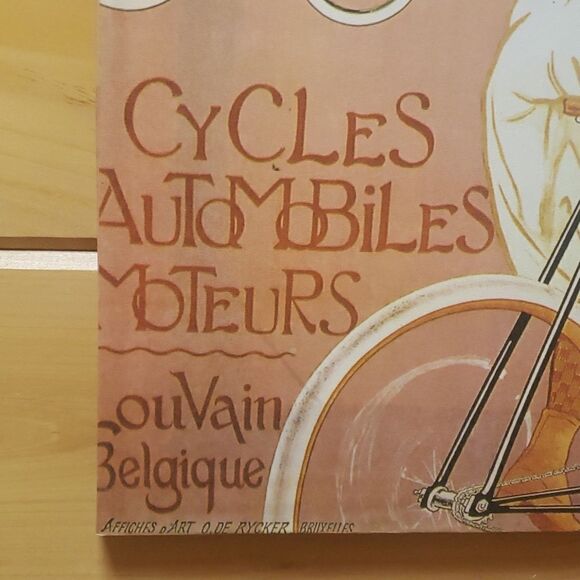 CyCLES
AUTOMOBILES
MOTEURS
LouVain
Belgique
AFFICHES D'ART O. DE RYCKER BRUXELLES